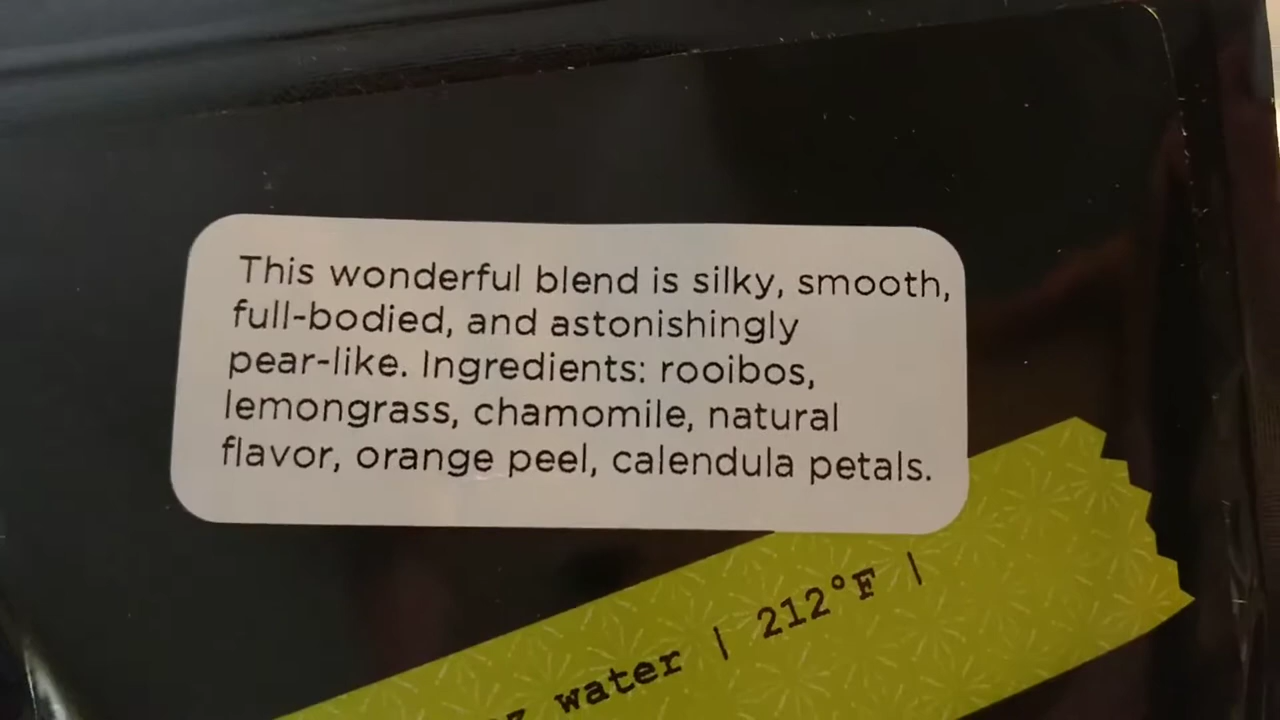 This wonderful blend is silky, smooth,
full-bodied, and astonishingly
pear-like. Ingredients: rooibos,
lemongrass, chamomile, natural
flavor, orange peel, calendula petals.
water | 212°F |